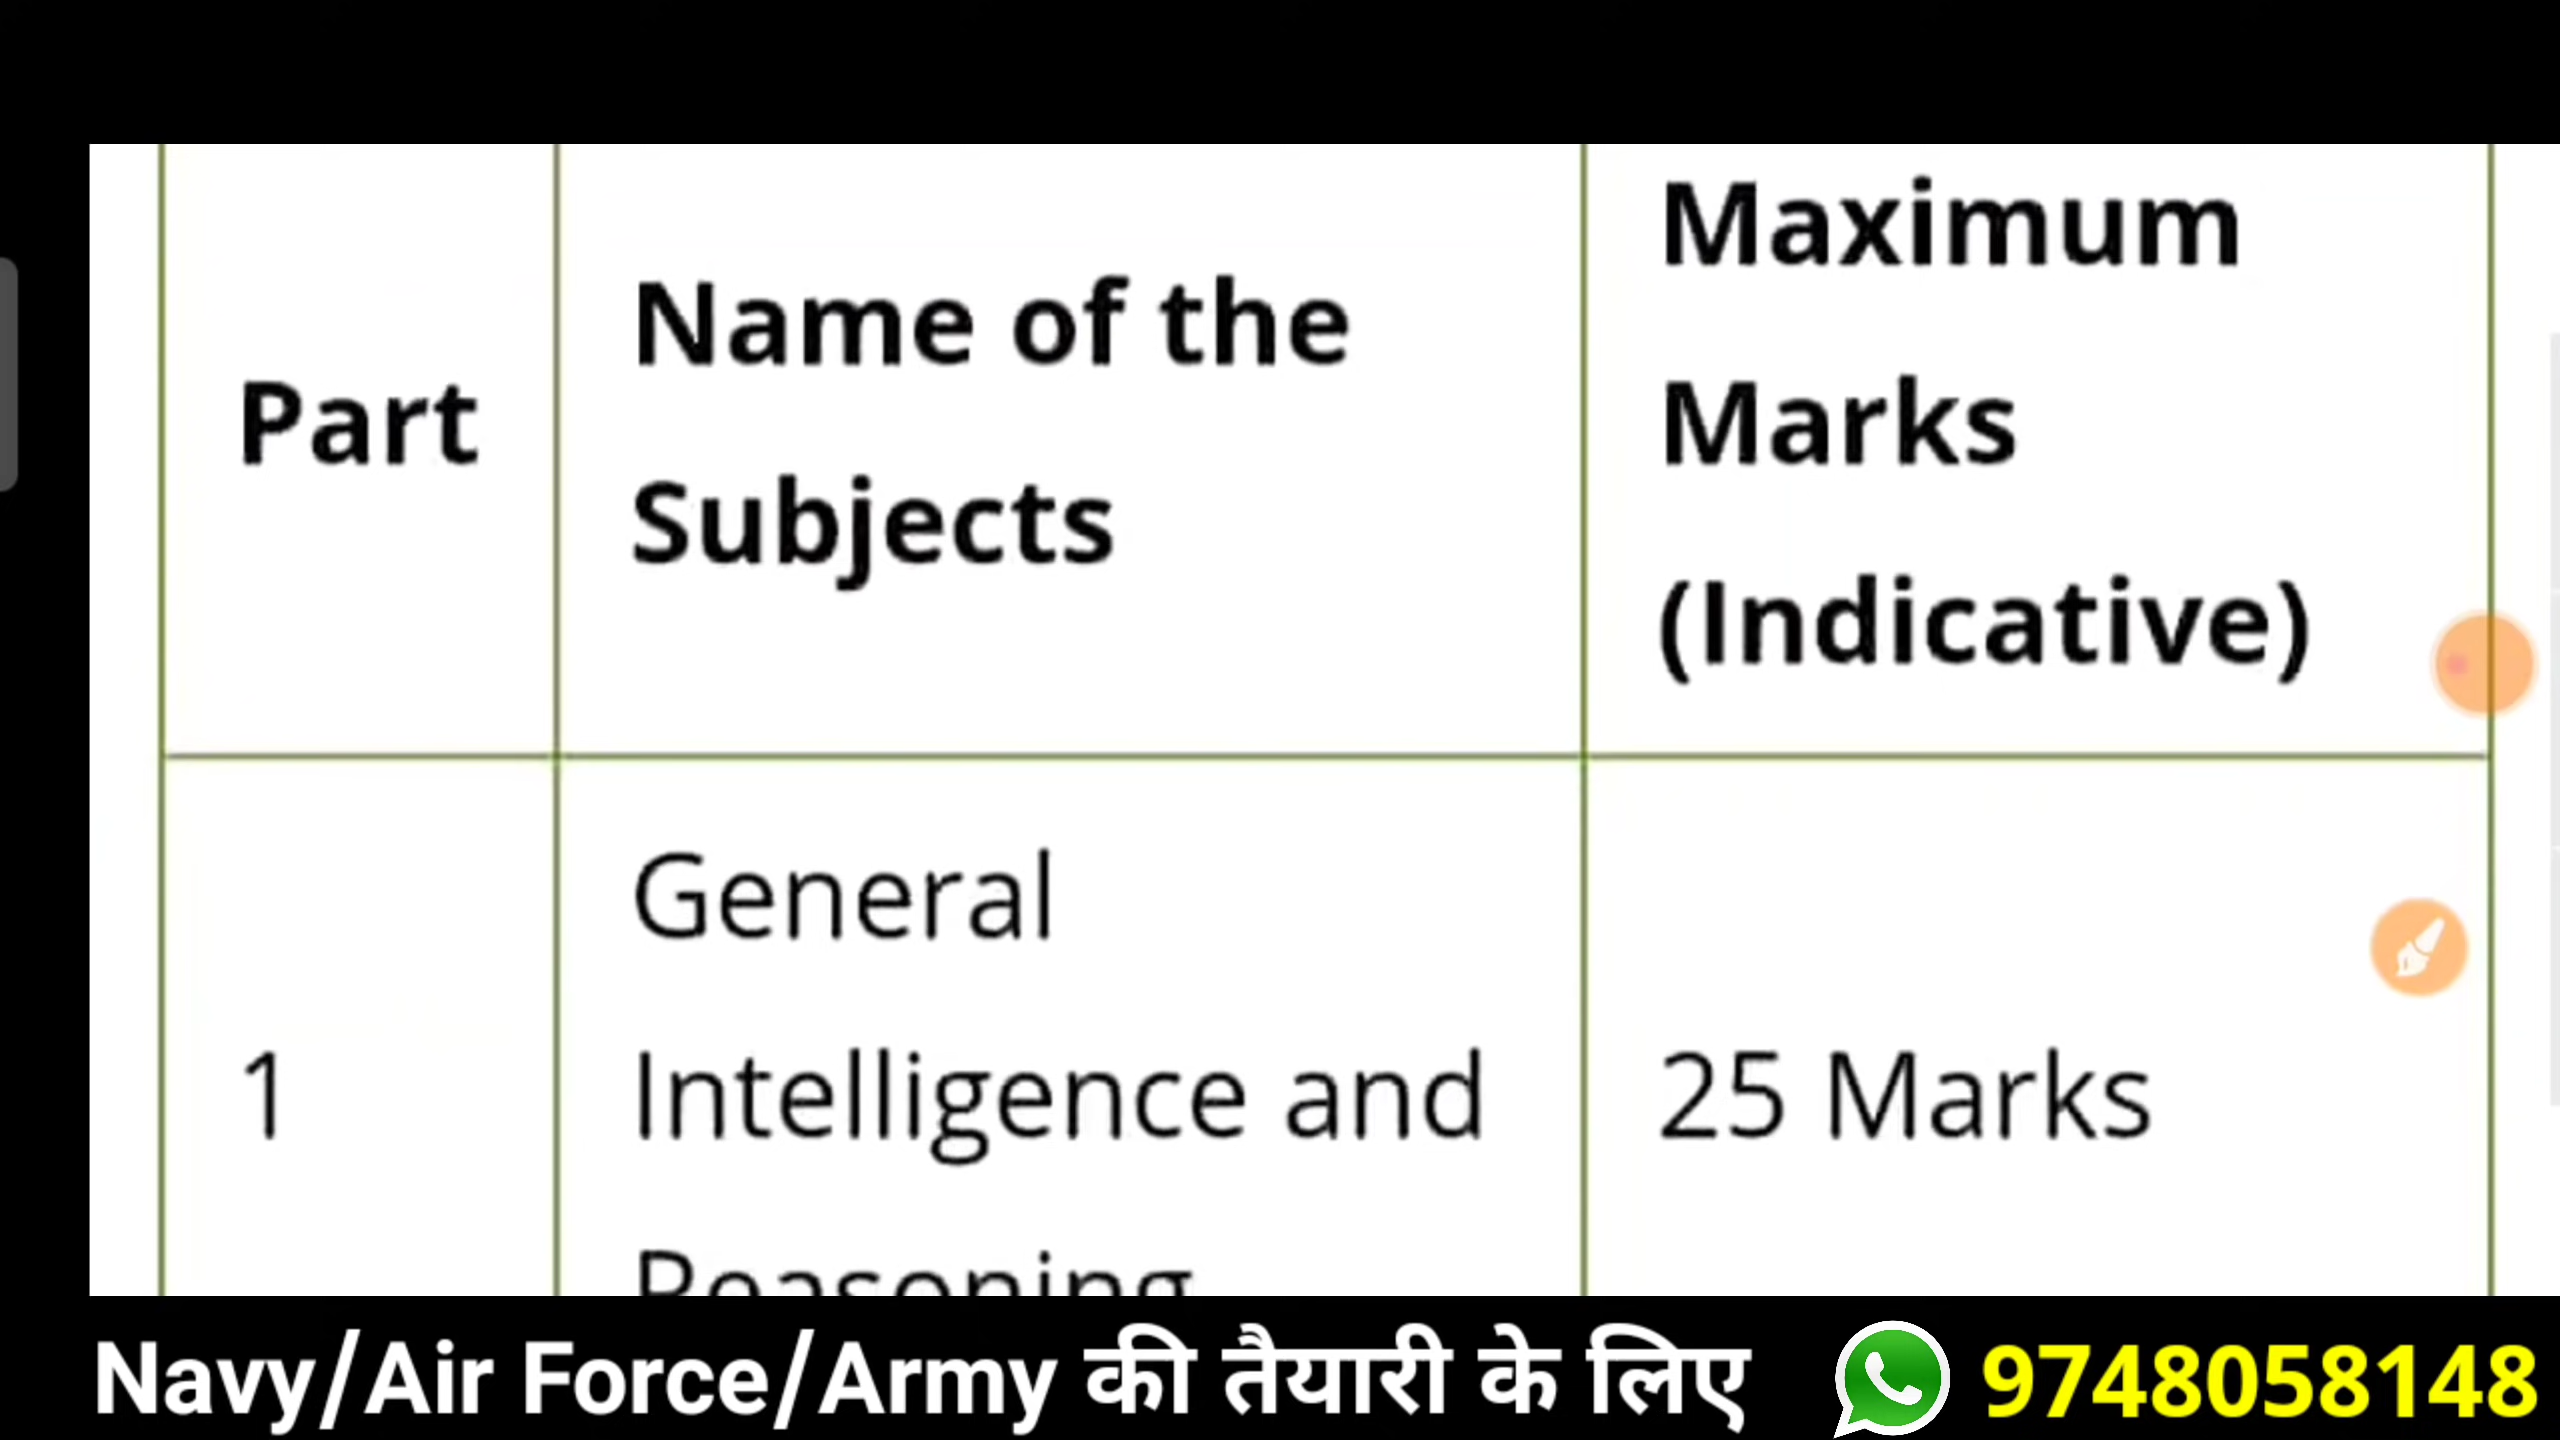 Part
Name of the
Subjects
Maximum
Marks
(Indicative)
1
General
Intelligence and
Reasoning
25 Marks
Navy/Air Force/Army की तैयारी के लिए 9748058148